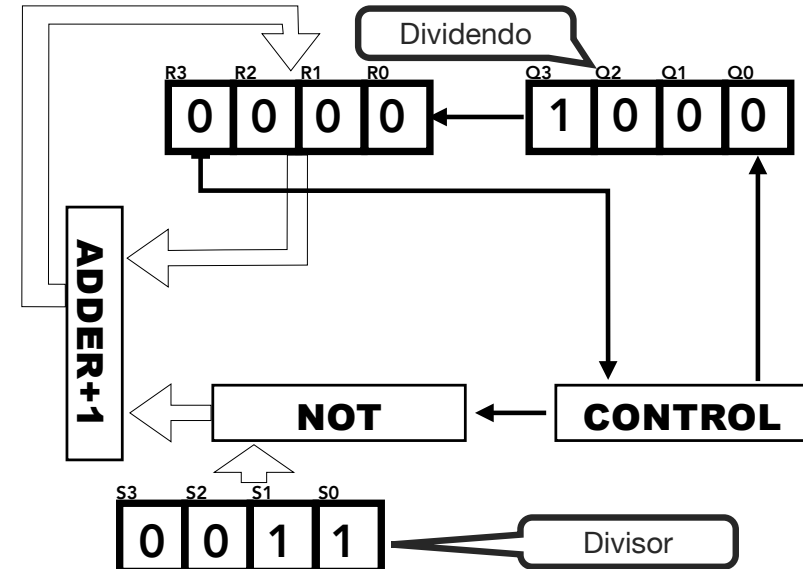 Dividendo
R3 R2 R1 R0 Q3 Q2 Q1 Q0
0 0 0 0 1 0 0 0
ADDER+1
NOT CONTROL
S3 S2 S1 S0
0 0 1 1 Divisor